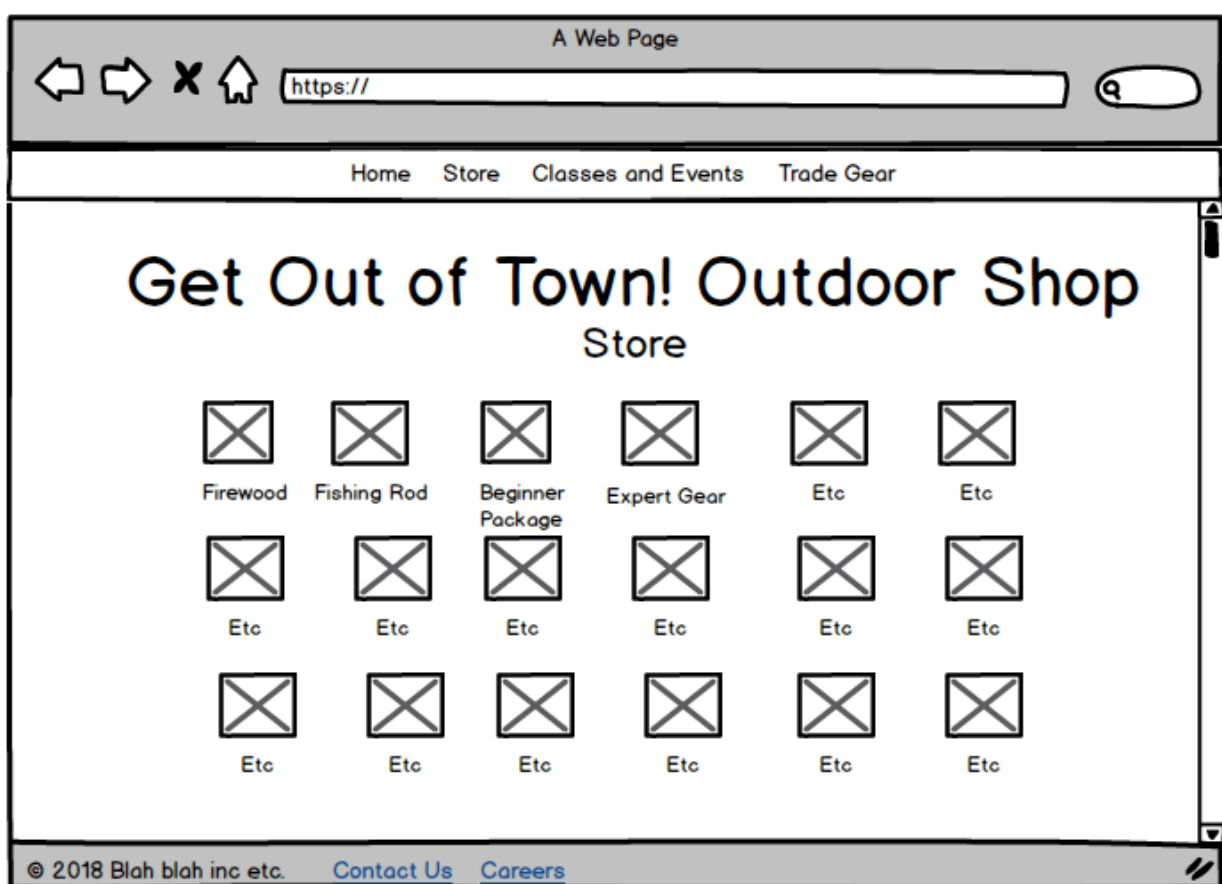 A Web Page
https://
Home Store Classes and Events Trade Gear
Get Out of Town! Outdoor Shop
Store
Firewood Fishing Rod Beginner Package Expert Gear Etc Etc
Etc Etc Etc Etc Etc Etc
Etc Etc Etc Etc Etc Etc
© 2018 Blah blah inc etc. Contact Us Careers